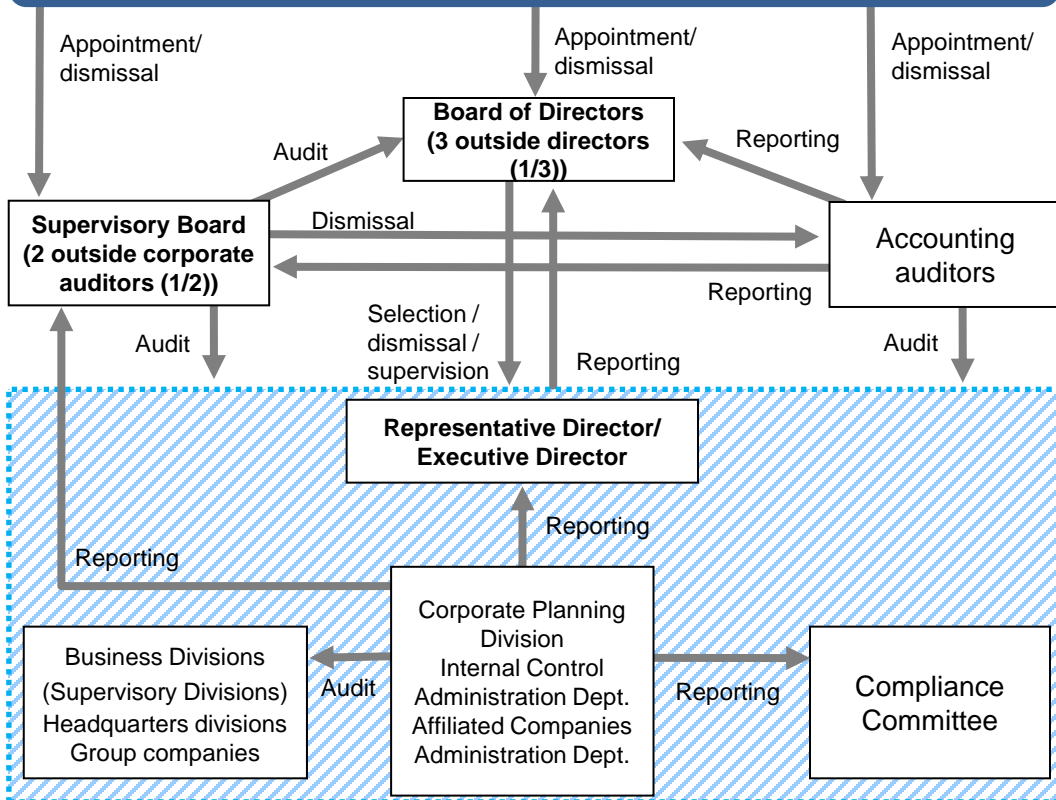 Appointment/
dismissal
Appointment/
dismissal
Appointment/
dismissal
Board of Directors
(3 outside directors
(1/3))
Audit
Reporting
Supervisory Board
(2 outside corporate
auditors (1/2))
Dismissal
Accounting
auditors
Reporting
Audit
Selection /
dismissal /
supervision
Reporting
Audit
Representative Director/
Executive Director
Reporting
Reporting
Corporate Planning
Division
Internal Control
Administration Dept.
Affiliated Companies
Administration Dept.
Business Divisions
(Supervisory Divisions)
Headquarters divisions
Group companies
Audit
Reporting
Compliance
Committee